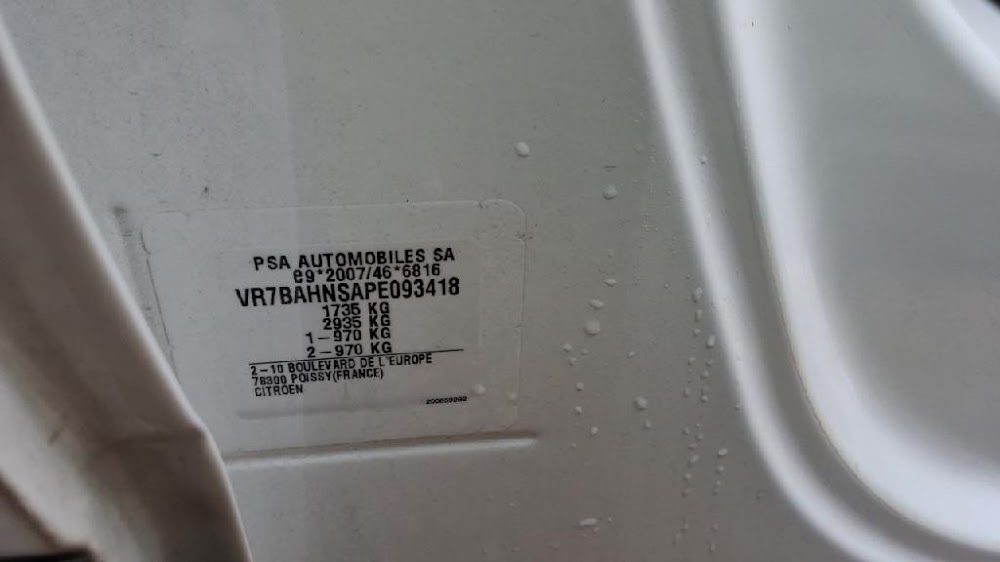 PSA AUTOMOBILES SA
e9*2007/46*6816
VR7BAHNSAPE093418
1735 KG
2935 KG
1-970 KG
2-970 KG
2-10 BOULEVARD DE L'EUROPE
78300 POISSY(FRANCE)
CITROEN